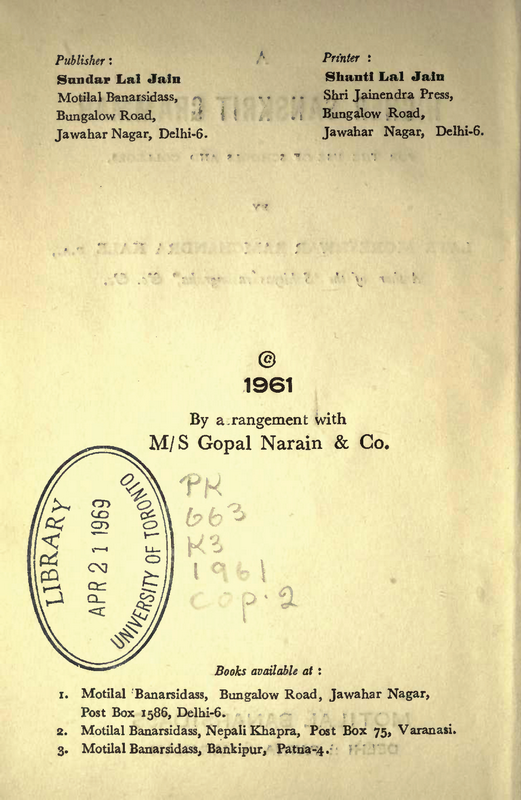 Publisher :
Sundar Lal Jain
Motilal Banarsidass,
Bungalow Road,
Jawahar Nagar, Delhi-6.
Printer :
Shanti Lal Jain
Shri Jainendra Press,
Bungalow Road,
Jawahar Nagar, Delhi-6.
©
1961
By a.rangement with
M/S Gopal Narain & Co.
LIBRARY
APR 21 1969
UNIVERSITY OF TORONTO
PK
663
K3
1961
cop. 2
Books available at :
1. Motilal Banarsidass, Bungalow Road, Jawahar Nagar,
Post Box 1586, Delhi-6.
2. Motilal Banarsidass, Nepali Khapra, Post Box 75, Varanasi.
3. Motilal Banarsidass, Bankipur, Patna-4.